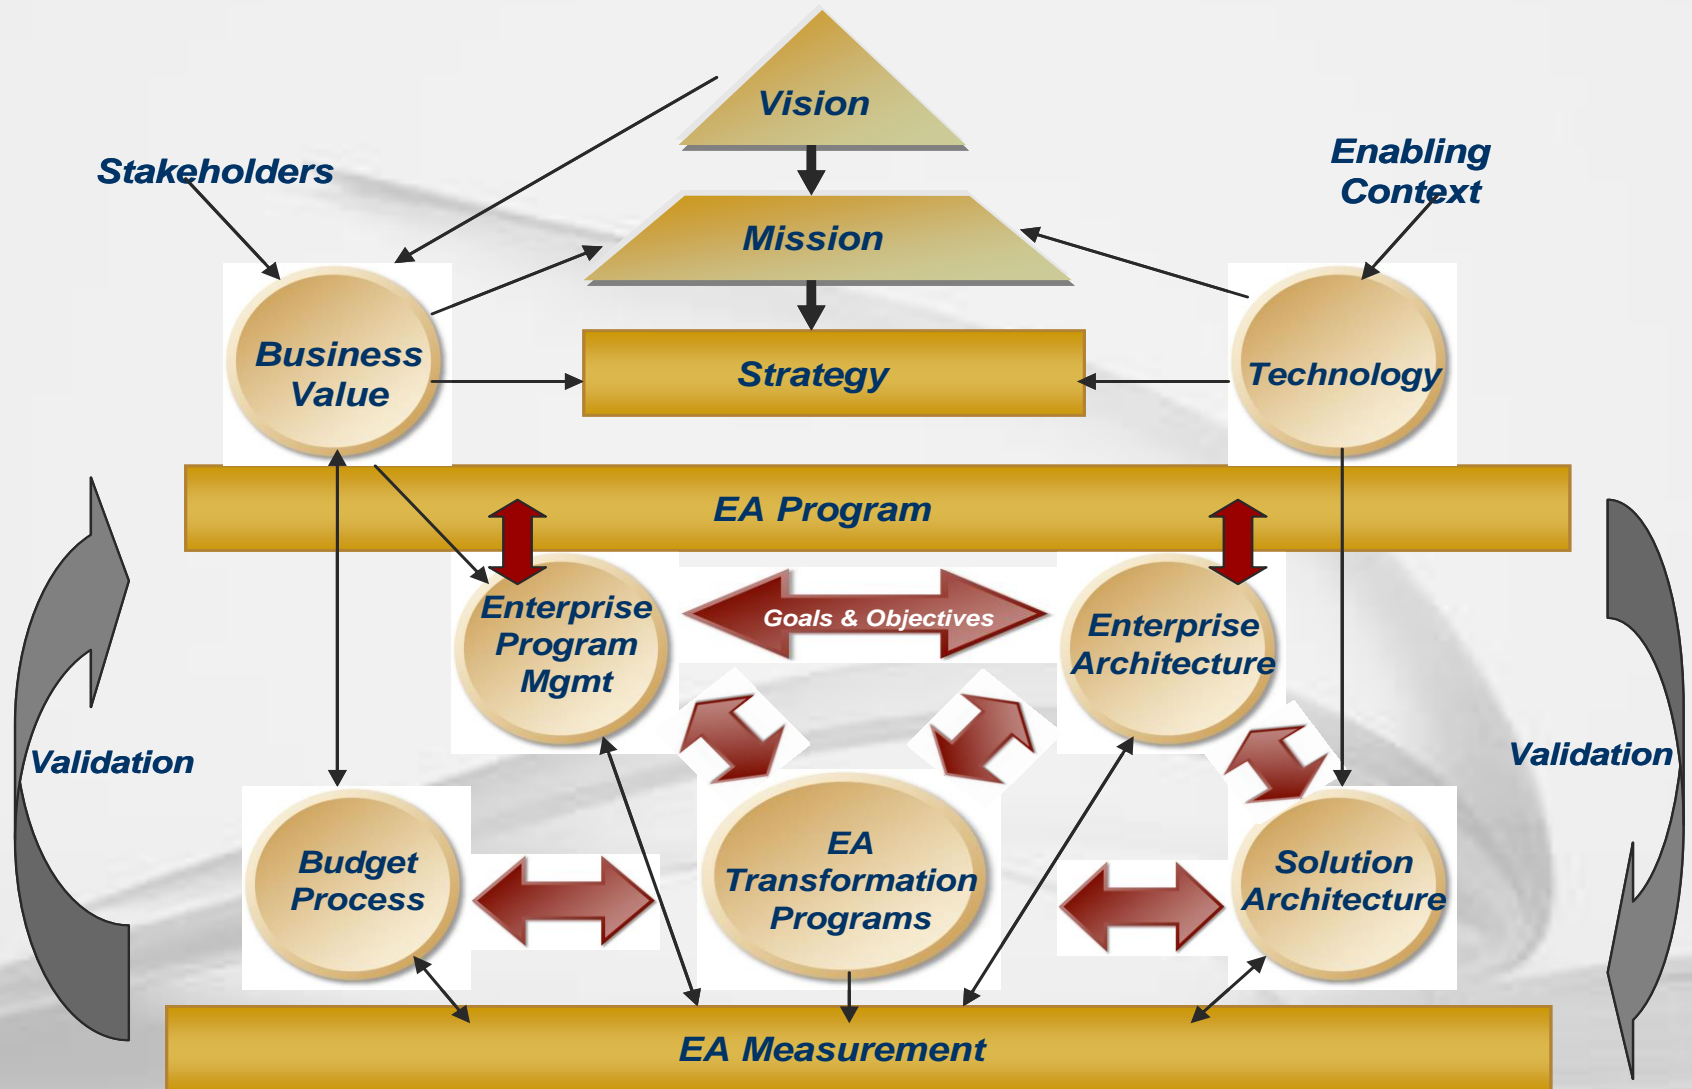 Vision
Stakeholders
Enabling
Context
Mission
Business
Value
Strategy
Technology
EA Program
Enterprise
Program
Mgmt
Goals & Objectives
Enterprise
Architecture
Validation
Validation
Budget
Process
EA
Transformation
Programs
Solution
Architecture
EA Measurement